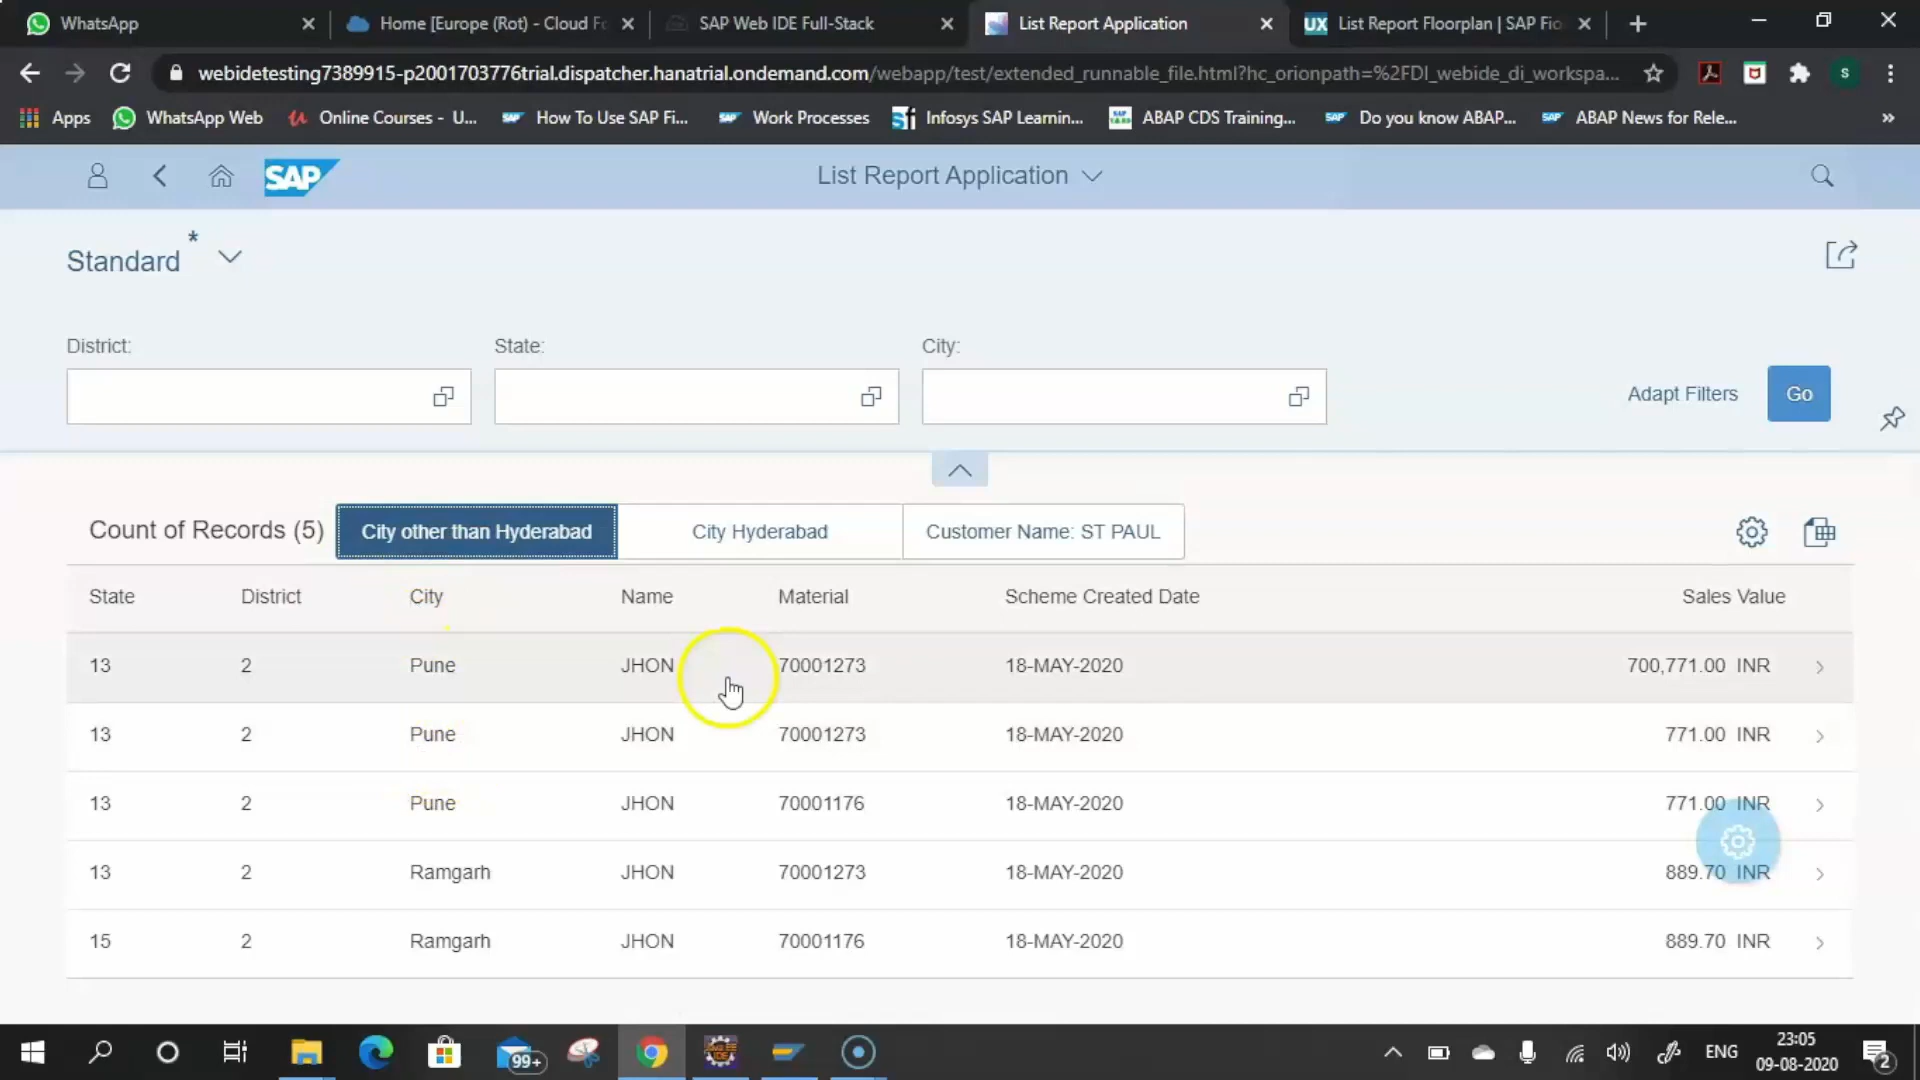 WhatsApp
Home [Europe (Rot) - Cloud Fo
SAP Web IDE Full-Stack
List Report Application
UX List Report Floorplan | SAP Fio
webidetesting7389915-p2001703776trial.dispatcher.hanatrial.ondemand.com/webapp/test/extended_runnable_file.html?hc_orionpath=%2FDI_webide_di_workspa...
S
Apps
WhatsApp Web
Online Courses - U...
How To Use SAP Fi...
Work Processes
Infosys SAP Learnin...
ABAP CDS Training...
Do you know ABAP...
ABAP News for Rele...
»
SAP
List Report Application
Standard *
District:
State:
City:
Adapt Filters
Go
Count of Records (5)
City other than Hyderabad
City Hyderabad
Customer Name: ST PAUL
State District City Name Material Scheme Created Date Sales Value
13 2 Pune JHON 70001273 18-MAY-2020 700,771.00 INR
13 2 Pune JHON 70001273 18-MAY-2020 771.00 INR
13 2 Pune JHON 70001176 18-MAY-2020 771.00 INR
13 2 Ramgarh JHON 70001273 18-MAY-2020 889.70 INR
15 2 Ramgarh JHON 70001176 18-MAY-2020 889.70 INR
99+
ENG
23:05
09-08-2020
2